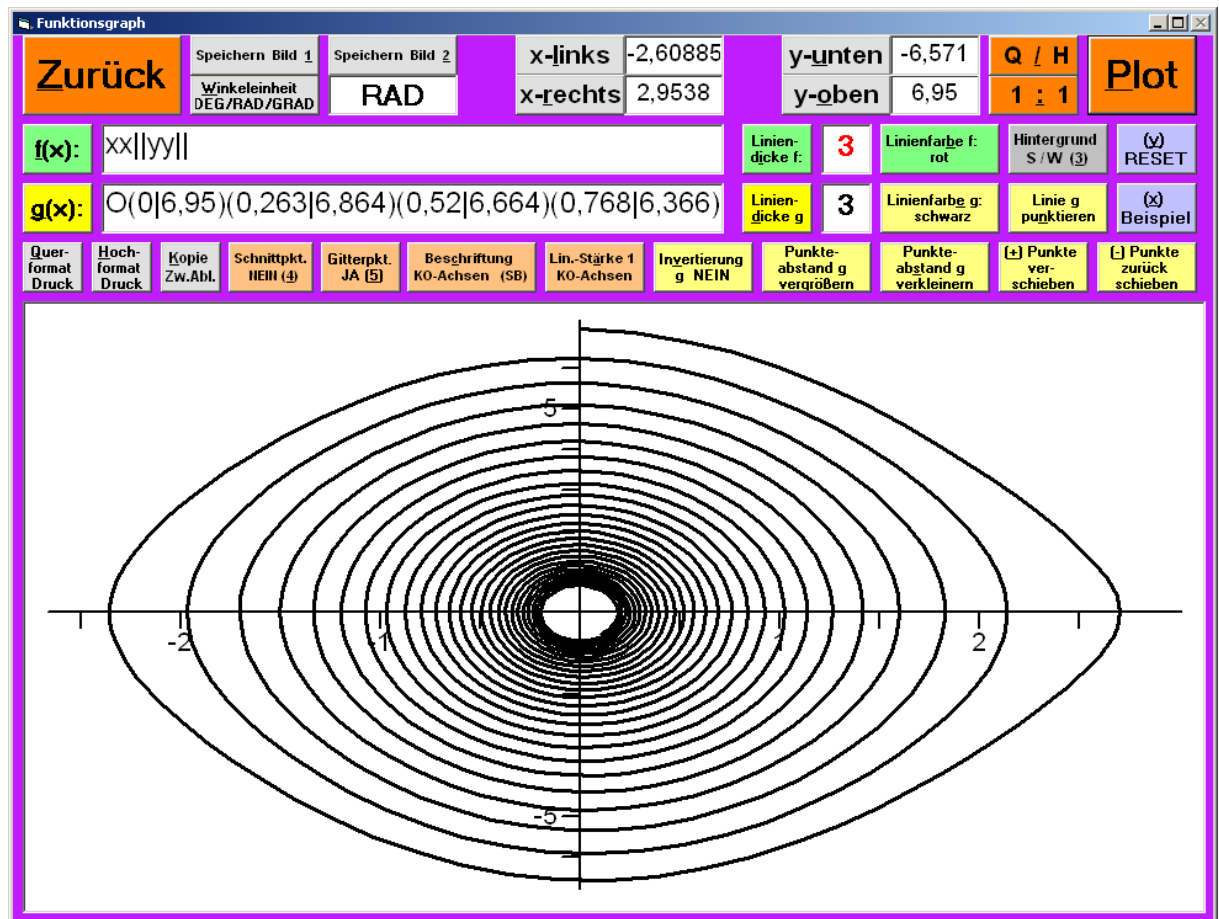 Funktionsgraph
Zurück
Speichern Bild 1
Speichern Bild 2
Winkeleinheit
DEG/RAD/GRAD
RAD
x-links
-2,60885
x-rechts
2,9538
y-unten
-6,571
y-oben
6,95
Q / H
1 : 1
Plot
f(x):
xx||yy||
Linien-
dicke f:
3
Linienfarbe f:
rot
Hintergrund
S / W (3)
(y)
RESET
g(x):
O(0|6,95)(0,263|6,864)(0,52|6,664)(0,768|6,366)
Linien-
dicke g
3
Linienfarbe g:
schwarz
Linie g
punktieren
(x)
Beispiel
Quer-
format
Druck
Hoch-
format
Druck
Kopie
Zw.Abl.
Schnittpkt.
NEIN (4)
Gitterpkt.
JA (5)
Beschriftung
KO-Achsen (SB)
Lin.-Stärke 1
KO-Achsen
Invertierung
g NEIN
Punkte-
abstand g
vergrößern
Punkte-
abstand g
verkleinern
(+) Punkte
ver-
schieben
(-) Punkte
zurück
schieben
5
-2
-1
1
2
-5